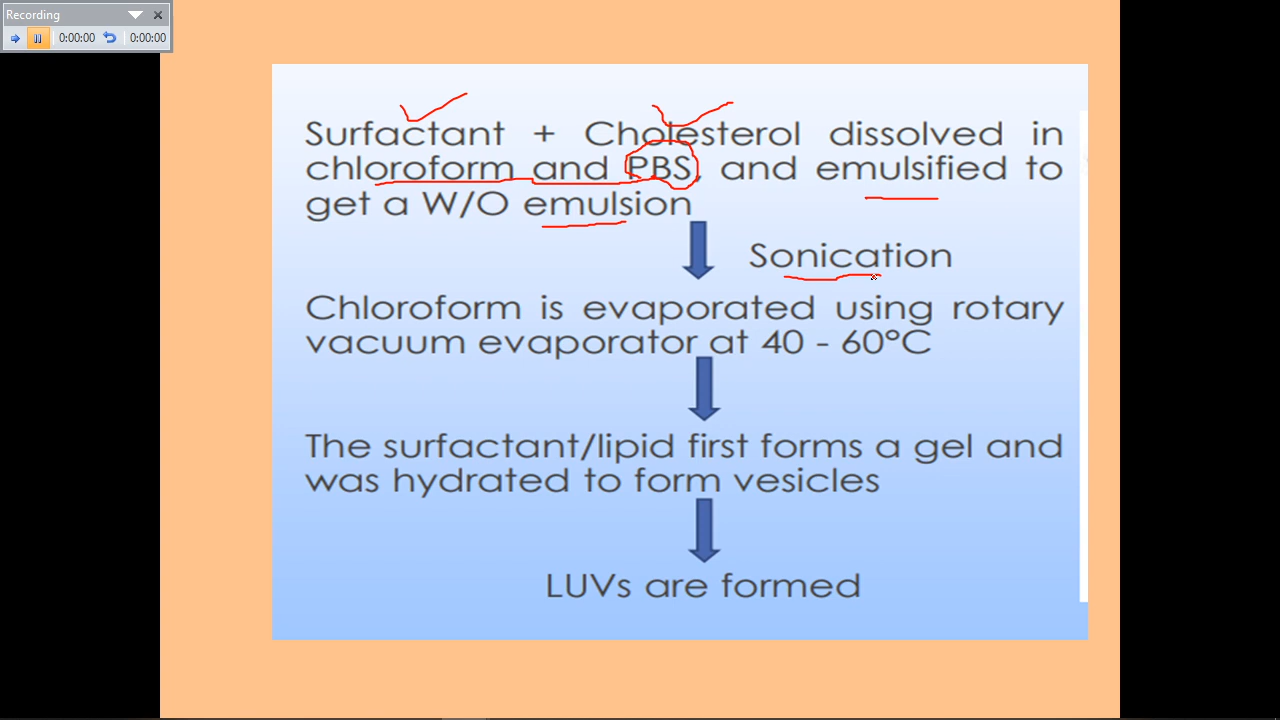 Recording
0:00:00 0:00:00
Surfactant + Cholesterol dissolved in
chloroform and PBS, and emulsified to
get a W/O emulsion
Sonication
Chloroform is evaporated using rotary
vacuum evaporator at 40 - 60°C
The surfactant/lipid first forms a gel and
was hydrated to form vesicles
LUVs are formed